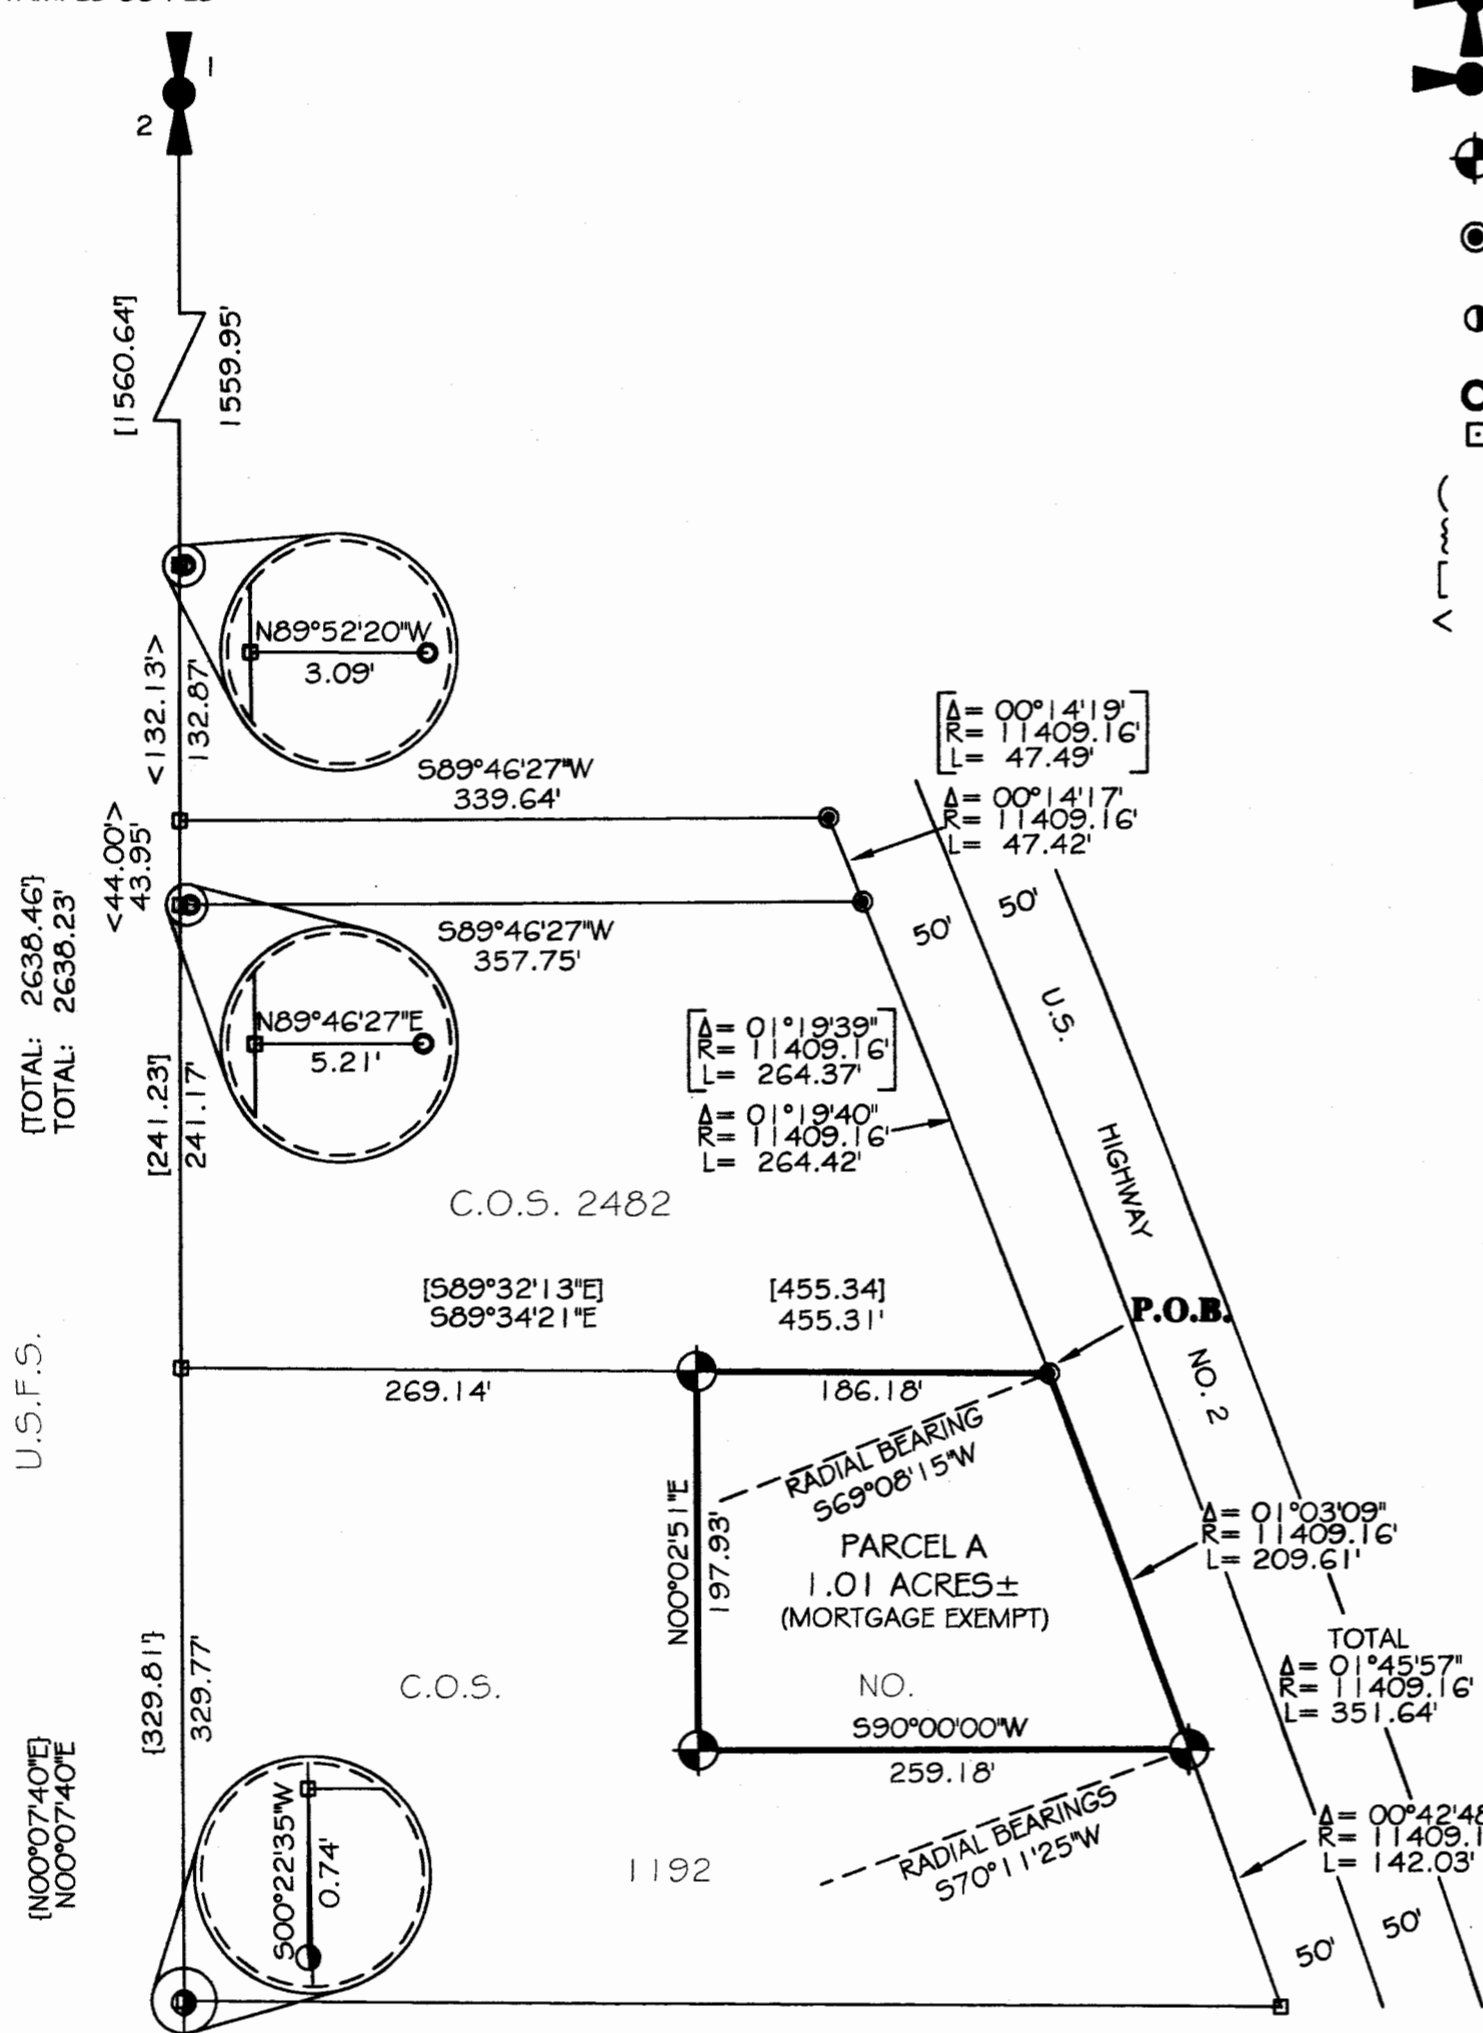 1
2
[1560.64']
1559.95'
N89°52'20"W
3.09'
<132.13'>
132.87'
S89°46'27"W
339.64'
[Δ= 00°14'19'
R= 11409.16'
L= 47.49']
Δ= 00°14'17'
R= 11409.16'
L= 47.42'
<44.00'>
43.95'
50'
50'
S89°46'27"W
357.75'
{TOTAL: 2638.46'}
TOTAL: 2638.23'
U.S.
HIGHWAY
NO. 2
N89°46'27"E
5.21'
[241.23']
241.17'
[Δ= 01°19'39"
R= 11409.16'
L= 264.37']
Δ= 01°19'40"
R= 11409.16'
L= 264.42'
C.O.S. 2482
[S89°32'13"E]
S89°34'21"E
[455.34]
455.31'
P.O.B.
U.S.F.S.
269.14'
186.18'
RADIAL BEARING
S69°08'15"W
N00°02'51"E
197.93'
PARCEL A
1.01 ACRES±
(MORTGAGE EXEMPT)
Δ= 01°03'09"
R= 11409.16'
L= 209.61'
{329.81'}
329.77'
C.O.S.
NO.
TOTAL
Δ= 01°45'57"
R= 11409.16'
L= 351.64'
S90°00'00"W
259.18'
{N00°07'40"E}
N00°07'40"E
S00°22'35"W
0.74'
1192
RADIAL BEARINGS
S70°11'25"W
Δ= 00°42'48
R= 11409.1
L= 142.03'
50'
50'